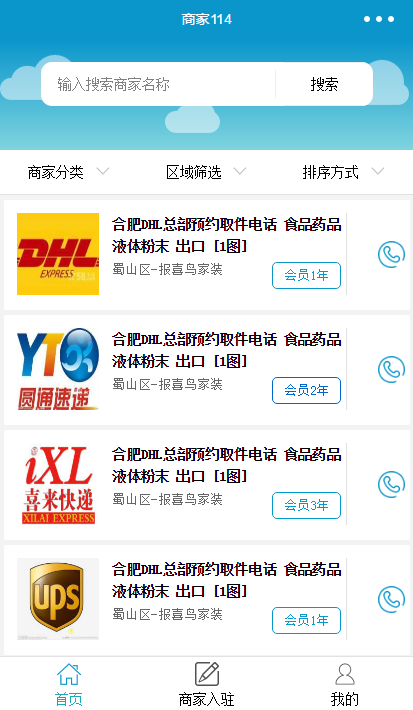 商家114
输入搜索商家名称
搜索
商家分类
区域筛选
排序方式
DHL
EXPRESS
合肥DHL总部预约取件电话 食品药品
液体粉末 出口 [1图]
蜀山区-报喜鸟家装
会员1年
YTO
圆通速递
合肥DHL总部预约取件电话 食品药品
液体粉末 出口 [1图]
蜀山区-报喜鸟家装
会员2年
iXL
喜来快递
XILAI EXPRESS
合肥DHL总部预约取件电话 食品药品
液体粉末 出口 [1图]
蜀山区-报喜鸟家装
会员3年
ups
合肥DHL总部预约取件电话 食品药品
液体粉末 出口 [1图]
蜀山区-报喜鸟家装
会员1年
首页
商家入驻
我的